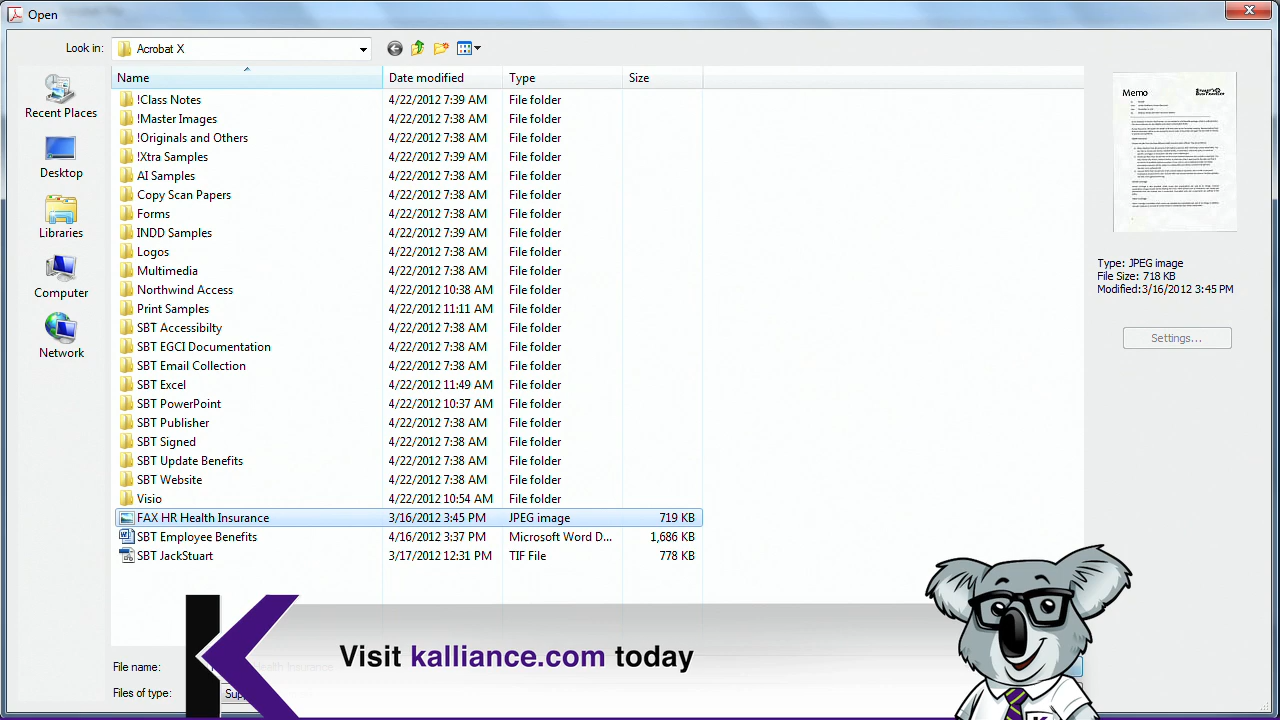 Open
Look in:
Acrobat X
Recent Places
Desktop
Libraries
Computer
Network
Name Date modified Type Size
!Class Notes 4/22/2012 7:39 AM File folder
!Master Images 4/22/2012 7:39 AM File folder
!Originals and Others 4/22/2012 7:39 AM File folder
!Xtra Samples 4/22/2012 7:39 AM File folder
AI Samples 4/22/2012 7:39 AM File folder
Copy Scan Papers 4/22/2012 7:39 AM File folder
Forms 4/22/2012 7:39 AM File folder
INDD Samples 4/22/2012 7:39 AM File folder
Logos 4/22/2012 7:38 AM File folder
Multimedia 4/22/2012 7:38 AM File folder
Northwind Access 4/22/2012 10:38 AM File folder
Print Samples 4/22/2012 11:11 AM File folder
SBT Accessibilty 4/22/2012 7:38 AM File folder
SBT EGCI Documentation 4/22/2012 7:38 AM File folder
SBT Email Collection 4/22/2012 7:38 AM File folder
SBT Excel 4/22/2012 11:49 AM File folder
SBT PowerPoint 4/22/2012 10:37 AM File folder
SBT Publisher 4/22/2012 7:38 AM File folder
SBT Signed 4/22/2012 7:38 AM File folder
SBT Update Benefits 4/22/2012 7:38 AM File folder
SBT Website 4/22/2012 7:38 AM File folder
Visio 4/22/2012 10:54 AM File folder
FAX HR Health Insurance 3/16/2012 3:45 PM JPEG image 719 KB
SBT Employee Benefits 4/16/2012 3:37 PM Microsoft Word D... 1,686 KB
SBT JackStuart 3/17/2012 12:31 PM TIF File 778 KB
Memo
Type: JPEG image
File Size: 718 KB
Modified:3/16/2012 3:45 PM
Settings...
File name:
Files of type:
Visit kalliance.com today
K